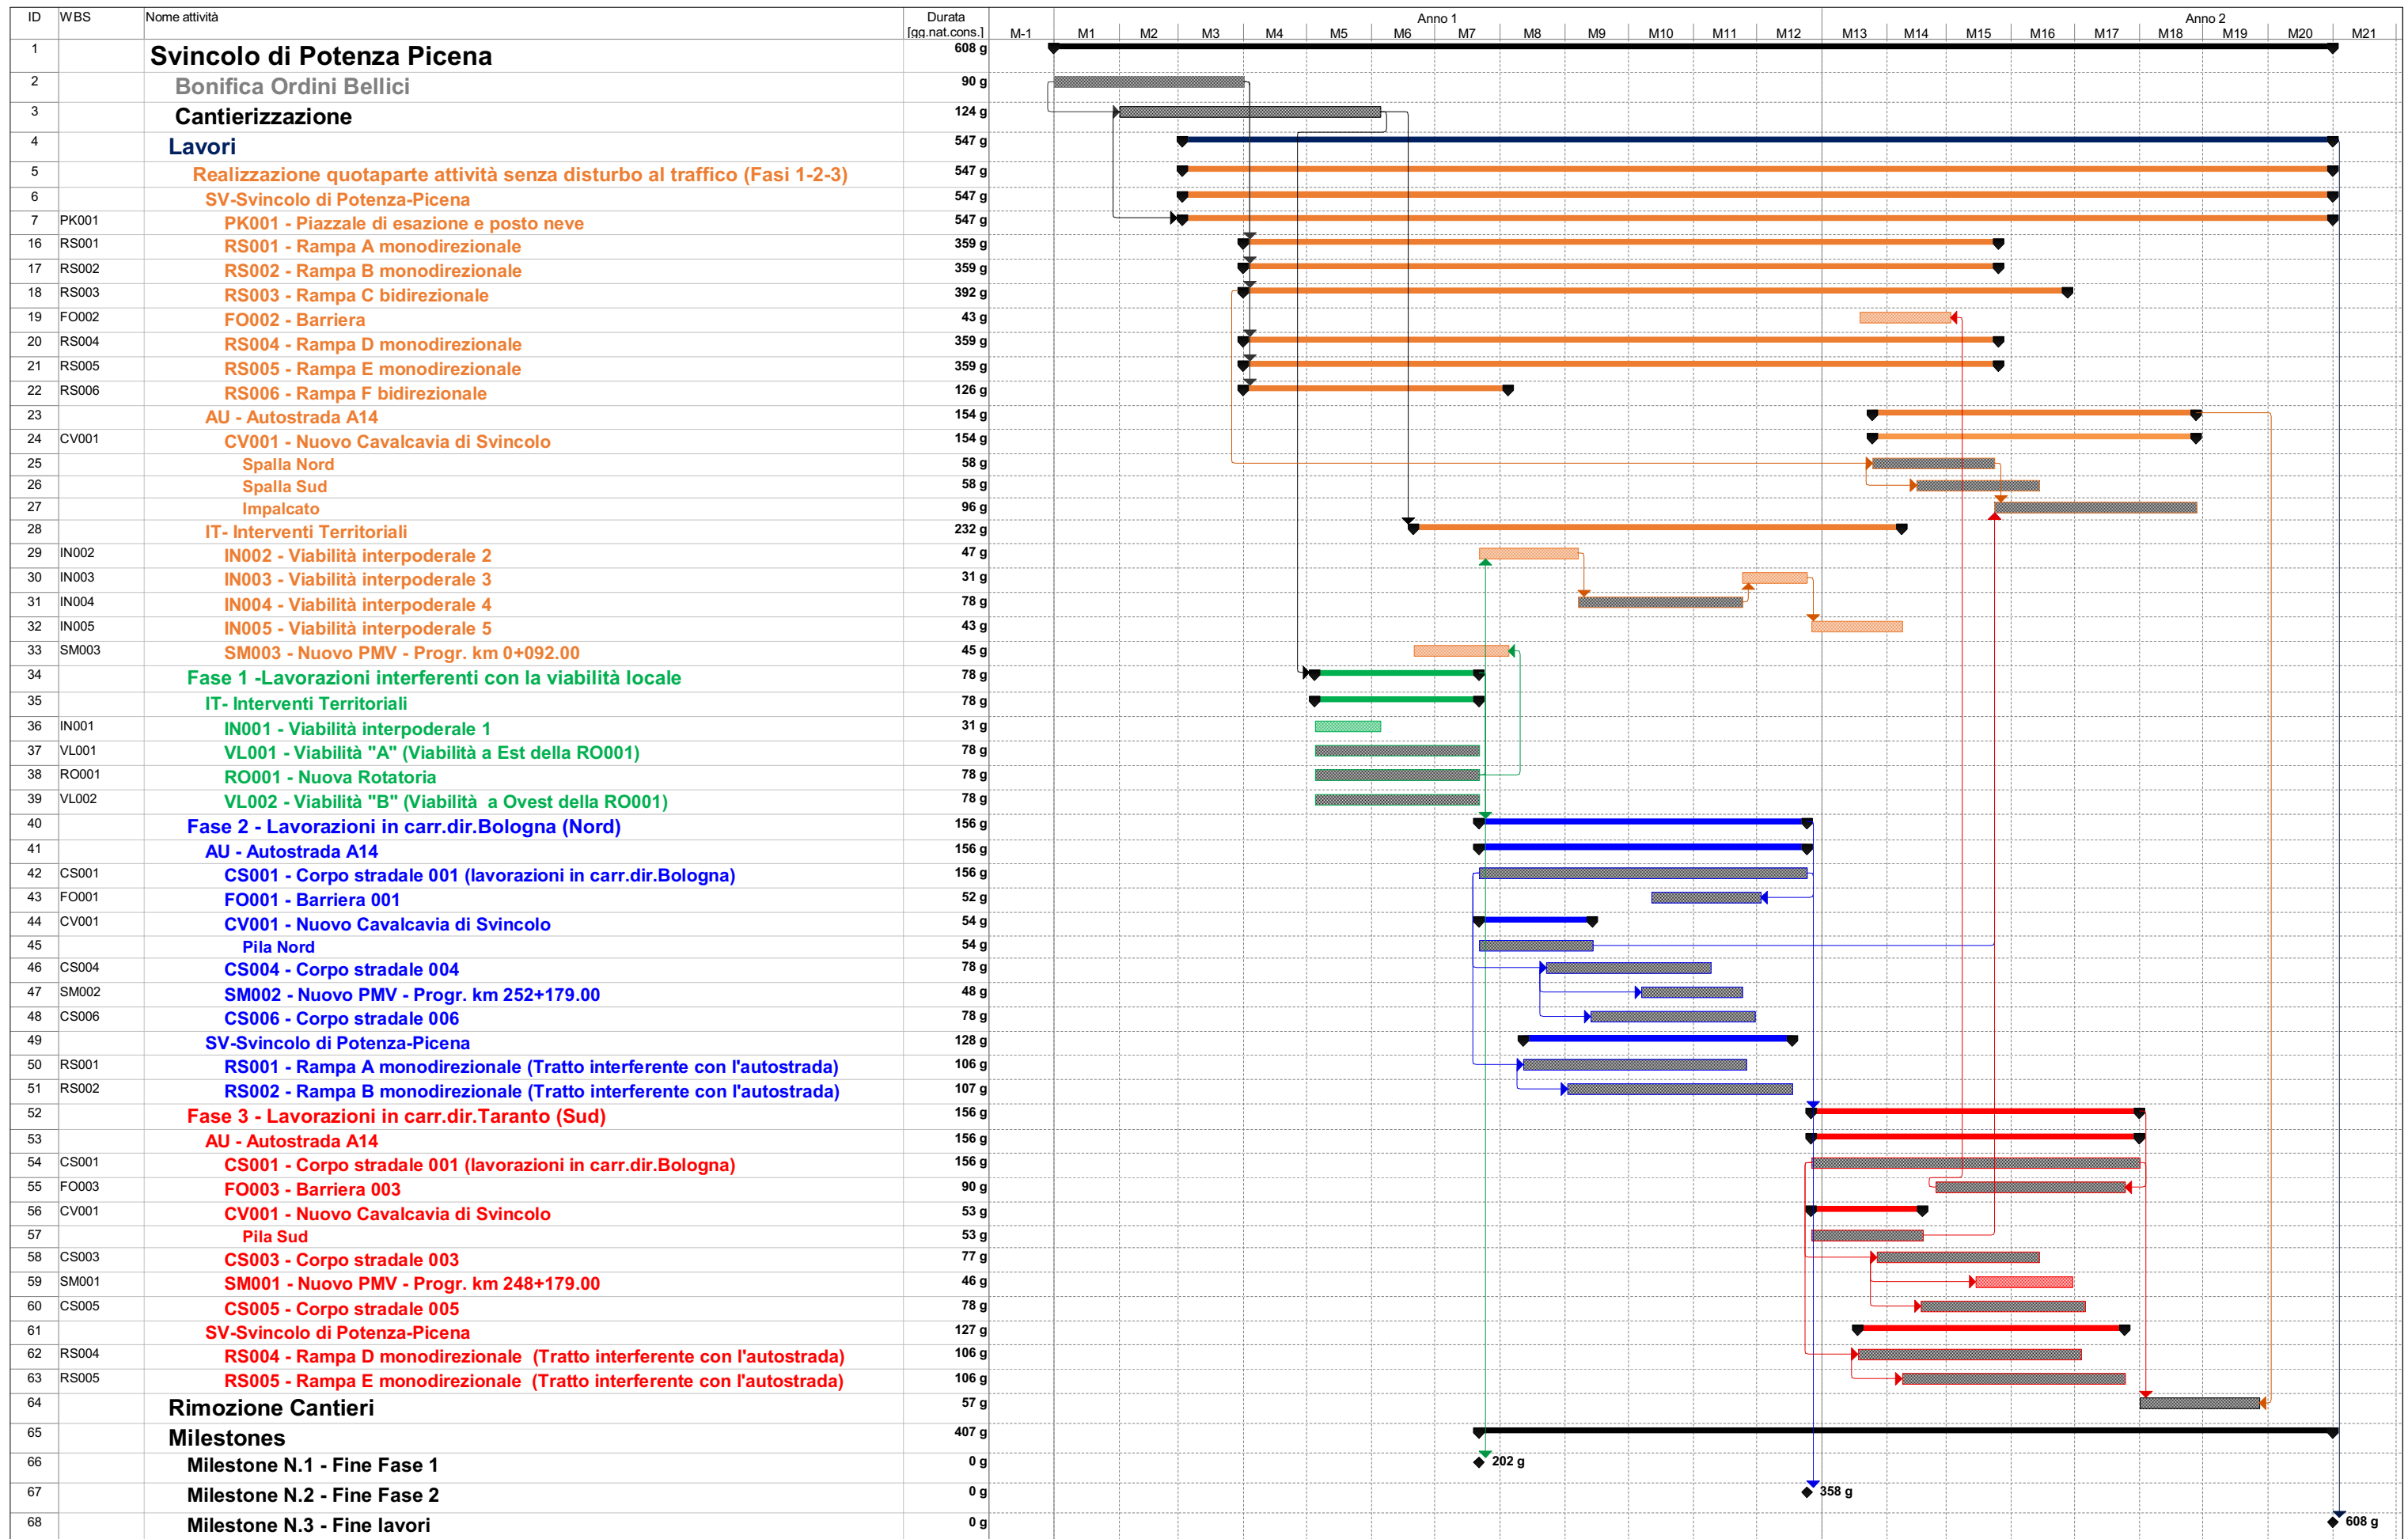 ID WBS Nome attività Durata [gg.nat.cons.] Anno 1 Anno 2
M-1 M1 M2 M3 M4 M5 M6 M7 M8 M9 M10 M11 M12 M13 M14 M15 M16 M17 M18 M19 M20 M21
1 Svincolo di Potenza Picena 608 g
2 Bonifica Ordini Bellici 90 g
3 Cantierizzazione 124 g
4 Lavori 547 g
5 Realizzazione quotaparte attività senza disturbo al traffico (Fasi 1-2-3) 547 g
6 SV-Svincolo di Potenza-Picena 547 g
7 PK001 PK001 - Piazzale di esazione e posto neve 547 g
16 RS001 RS001 - Rampa A monodirezionale 359 g
17 RS002 RS002 - Rampa B monodirezionale 359 g
18 RS003 RS003 - Rampa C bidirezionale 392 g
19 FO002 FO002 - Barriera 43 g
20 RS004 RS004 - Rampa D monodirezionale 359 g
21 RS005 RS005 - Rampa E monodirezionale 359 g
22 RS006 RS006 - Rampa F bidirezionale 126 g
23 AU - Autostrada A14 154 g
24 CV001 CV001 - Nuovo Cavalcavia di Svincolo 154 g
25 Spalla Nord 58 g
26 Spalla Sud 58 g
27 Impalcato 96 g
28 IT- Interventi Territoriali 232 g
29 IN002 IN002 - Viabilità interpoderale 2 47 g
30 IN003 IN003 - Viabilità interpoderale 3 31 g
31 IN004 IN004 - Viabilità interpoderale 4 78 g
32 IN005 IN005 - Viabilità interpoderale 5 43 g
33 SM003 SM003 - Nuovo PMV - Progr. km 0+092.00 45 g
34 Fase 1 -Lavorazioni interferenti con la viabilità locale 78 g
35 IT- Interventi Territoriali 78 g
36 IN001 IN001 - Viabilità interpoderale 1 31 g
37 VL001 VL001 - Viabilità "A" (Viabilità a Est della RO001) 78 g
38 RO001 RO001 - Nuova Rotatoria 78 g
39 VL002 VL002 - Viabilità "B" (Viabilità a Ovest della RO001) 78 g
40 Fase 2 - Lavorazioni in carr.dir.Bologna (Nord) 156 g
41 AU - Autostrada A14 156 g
42 CS001 CS001 - Corpo stradale 001 (lavorazioni in carr.dir.Bologna) 156 g
43 FO001 FO001 - Barriera 001 52 g
44 CV001 CV001 - Nuovo Cavalcavia di Svincolo 54 g
45 Pila Nord 54 g
46 CS004 CS004 - Corpo stradale 004 78 g
47 SM002 SM002 - Nuovo PMV - Progr. km 252+179.00 48 g
48 CS006 CS006 - Corpo stradale 006 78 g
49 SV-Svincolo di Potenza-Picena 128 g
50 RS001 RS001 - Rampa A monodirezionale (Tratto interferente con l'autostrada) 106 g
51 RS002 RS002 - Rampa B monodirezionale (Tratto interferente con l'autostrada) 107 g
52 Fase 3 - Lavorazioni in carr.dir.Taranto (Sud) 156 g
53 AU - Autostrada A14 156 g
54 CS001 CS001 - Corpo stradale 001 (lavorazioni in carr.dir.Bologna) 156 g
55 FO003 FO003 - Barriera 003 90 g
56 CV001 CV001 - Nuovo Cavalcavia di Svincolo 53 g
57 Pila Sud 53 g
58 CS003 CS003 - Corpo stradale 003 77 g
59 SM001 SM001 - Nuovo PMV - Progr. km 248+179.00 46 g
60 CS005 CS005 - Corpo stradale 005 78 g
61 SV-Svincolo di Potenza-Picena 127 g
62 RS004 RS004 - Rampa D monodirezionale (Tratto interferente con l'autostrada) 106 g
63 RS005 RS005 - Rampa E monodirezionale (Tratto interferente con l'autostrada) 106 g
64 Rimozione Cantieri 57 g
65 Milestones 407 g
66 Milestone N.1 - Fine Fase 1 0 g 202 g
67 Milestone N.2 - Fine Fase 2 0 g 358 g
68 Milestone N.3 - Fine lavori 0 g 608 g